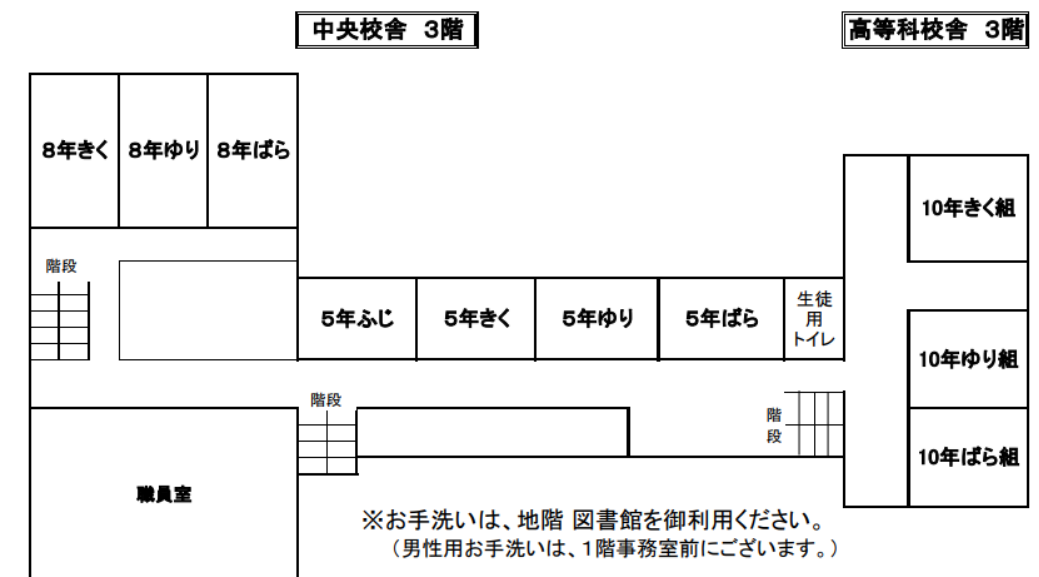 中央校舎 3階
高等科校舎 3階
8年きく
8年ゆり
8年ばら
10年きく組
階段
5年ふじ
5年きく
5年ゆり
5年ばら
生徒
用
トイレ
10年ゆり組
階段
階
段
10年ばら組
職員室
※お手洗いは、地階 図書館を御利用ください。
（男性用お手洗いは、1階事務室前にございます。）